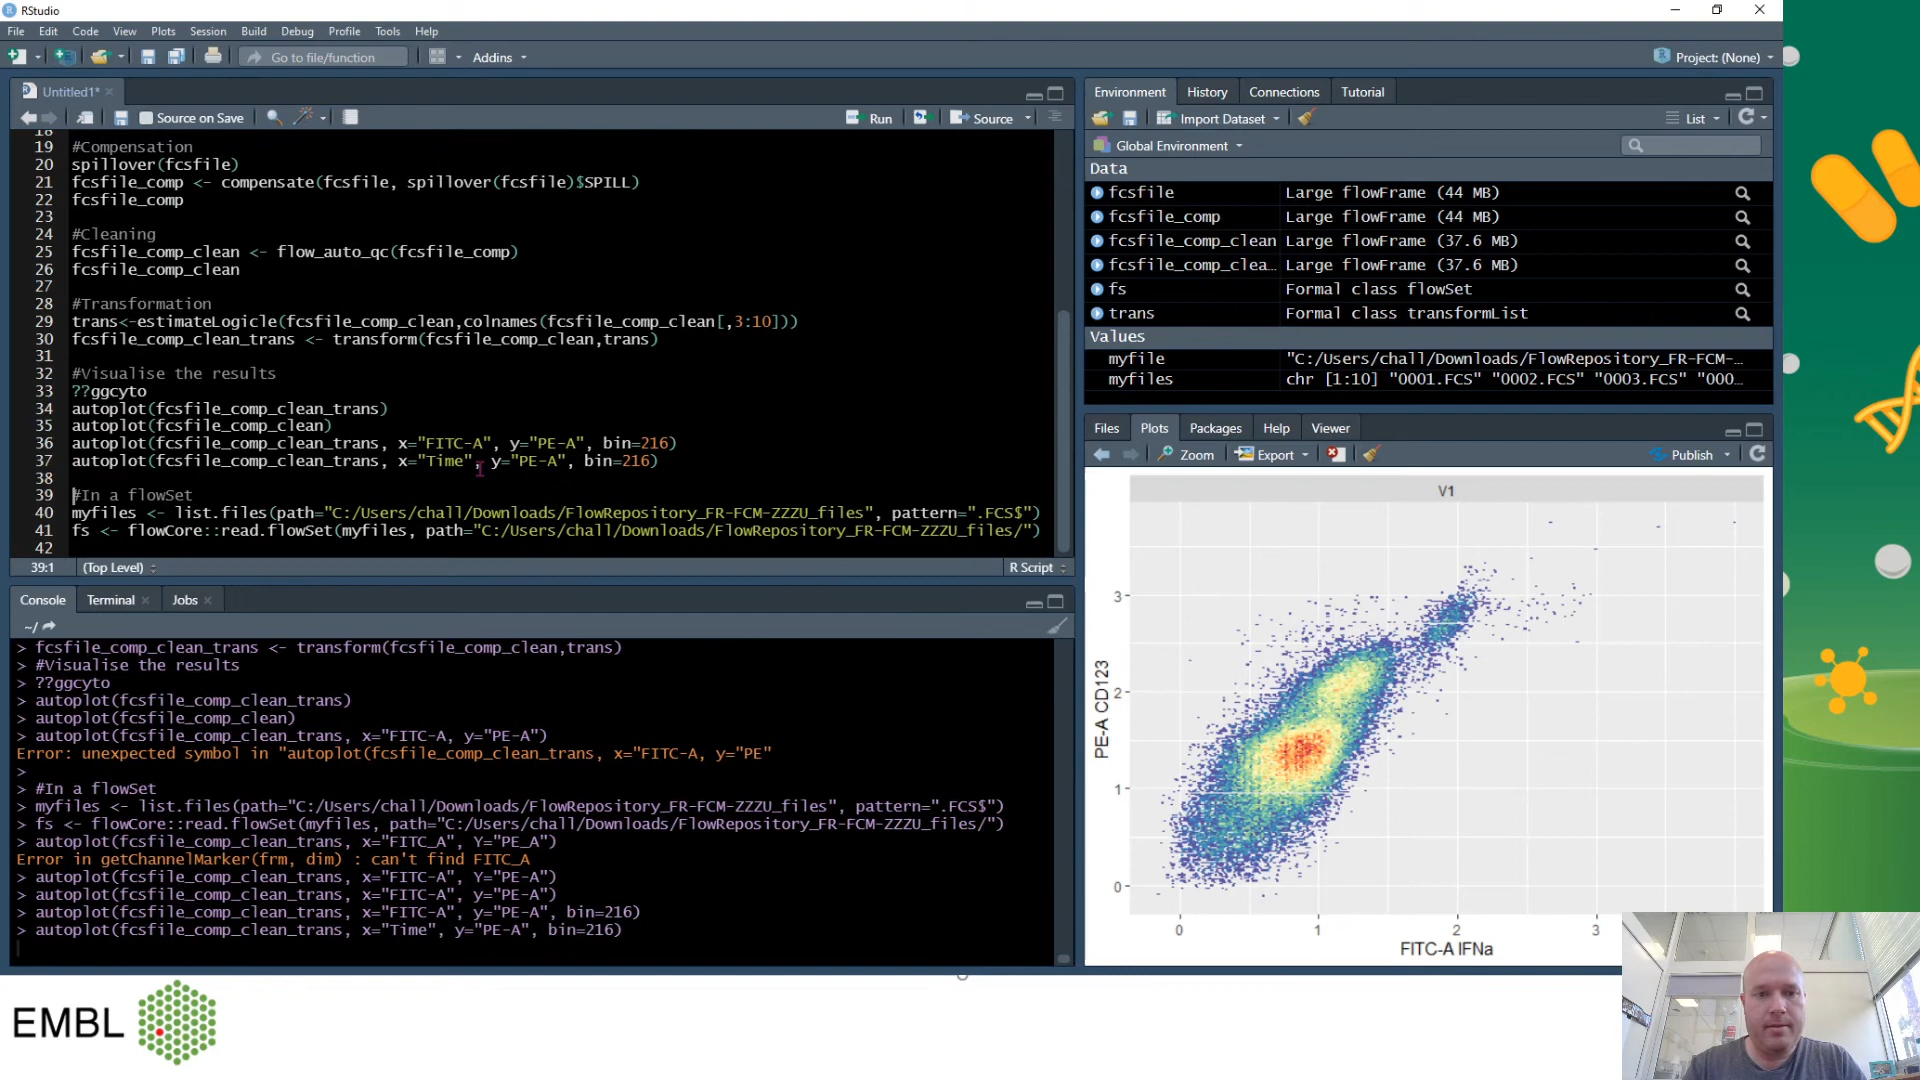 RStudio
File Edit Code View Plots Session Build Debug Profile Tools Help
Go to file/function
Addins
Project: (None)
Untitled1*
Source on Save
Run
Source
18
19 #Compensation
20 spillover(fcsfile)
21 fcsfile_comp <- compensate(fcsfile, spillover(fcsfile)$SPILL)
22 fcsfile_comp
23
24 #Cleaning
25 fcsfile_comp_clean <- flow_auto_qc(fcsfile_comp)
26 fcsfile_comp_clean
27
28 #Transformation
29 trans<-estimateLogicle(fcsfile_comp_clean,colnames(fcsfile_comp_clean[,3:10]))
30 fcsfile_comp_clean_trans <- transform(fcsfile_comp_clean,trans)
31
32 #Visualise the results
33 ??ggcyto
34 autoplot(fcsfile_comp_clean_trans)
35 autoplot(fcsfile_comp_clean)
36 autoplot(fcsfile_comp_clean_trans, x="FITC-A", y="PE-A", bin=216)
37 autoplot(fcsfile_comp_clean_trans, x="Time", y="PE-A", bin=216)
38
39 #In a flowSet
40 myfiles <- list.files(path="C:/Users/chall/Downloads/FlowRepository_FR-FCM-ZZZU_files", pattern=".FCS$")
41 fs <- flowCore::read.flowSet(myfiles, path="C:/Users/chall/Downloads/FlowRepository_FR-FCM-ZZZU_files/")
42
39:1 (Top Level)
R Script
Console Terminal Jobs
~/
> fcsfile_comp_clean_trans <- transform(fcsfile_comp_clean,trans)
> #Visualise the results
> ??ggcyto
> autoplot(fcsfile_comp_clean_trans)
> autoplot(fcsfile_comp_clean)
> autoplot(fcsfile_comp_clean_trans, x="FITC-A, y="PE-A")
Error: unexpected symbol in "autoplot(fcsfile_comp_clean_trans, x="FITC-A, y="PE"
>
> #In a flowSet
> myfiles <- list.files(path="C:/Users/chall/Downloads/FlowRepository_FR-FCM-ZZZU_files", pattern=".FCS$")
> fs <- flowCore::read.flowSet(myfiles, path="C:/Users/chall/Downloads/FlowRepository_FR-FCM-ZZZU_files/")
> autoplot(fcsfile_comp_clean_trans, x="FITC_A", Y="PE_A")
Error in getChannelMarker(frm, dim) : can't find FITC_A
> autoplot(fcsfile_comp_clean_trans, x="FITC-A", Y="PE-A")
> autoplot(fcsfile_comp_clean_trans, x="FITC-A", y="PE-A")
> autoplot(fcsfile_comp_clean_trans, x="FITC-A", y="PE-A", bin=216)
> autoplot(fcsfile_comp_clean_trans, x="Time", y="PE-A", bin=216)
Environment History Connections Tutorial
Import Dataset
List
Global Environment
Data
fcsfile Large flowFrame (44 MB)
fcsfile_comp Large flowFrame (44 MB)
fcsfile_comp_clean Large flowFrame (37.6 MB)
fcsfile_comp_clea… Large flowFrame (37.6 MB)
fs Formal class flowSet
trans Formal class transformList
Values
myfile "C:/Users/chall/Downloads/FlowRepository_FR-FCM-…
myfiles chr [1:10] "0001.FCS" "0002.FCS" "0003.FCS" "000…
Files Plots Packages Help Viewer
Zoom Export
Publish
V1
3
2
1
0
PE-A CD123
0 1 2 3
FITC-A IFNa
EMBL